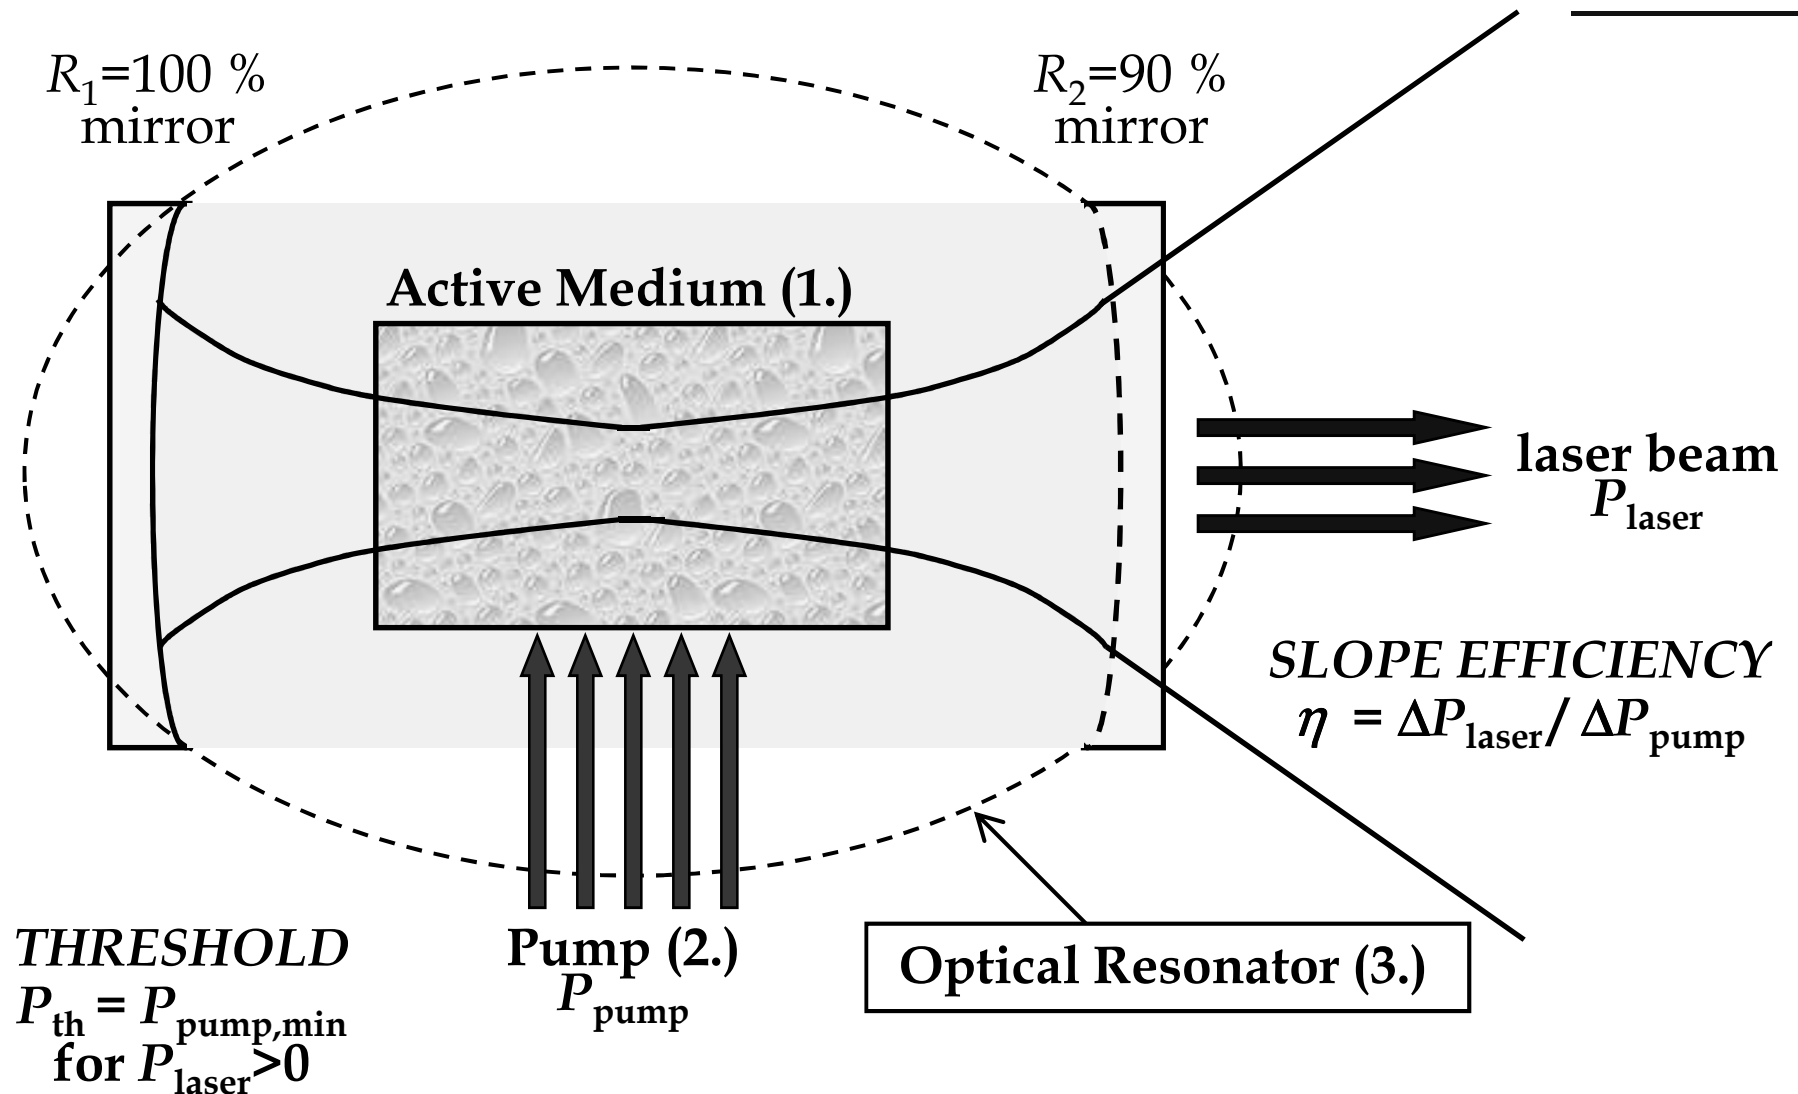 R1=100 %
mirror
R2=90 %
mirror
Active Medium (1.)
laser beam
Plaser
SLOPE EFFICIENCY
η = ΔPlaser/ ΔPpump
Pump (2.)
Ppump
Optical Resonator (3.)
THRESHOLD
Pth = Ppump,min
for Plaser>0